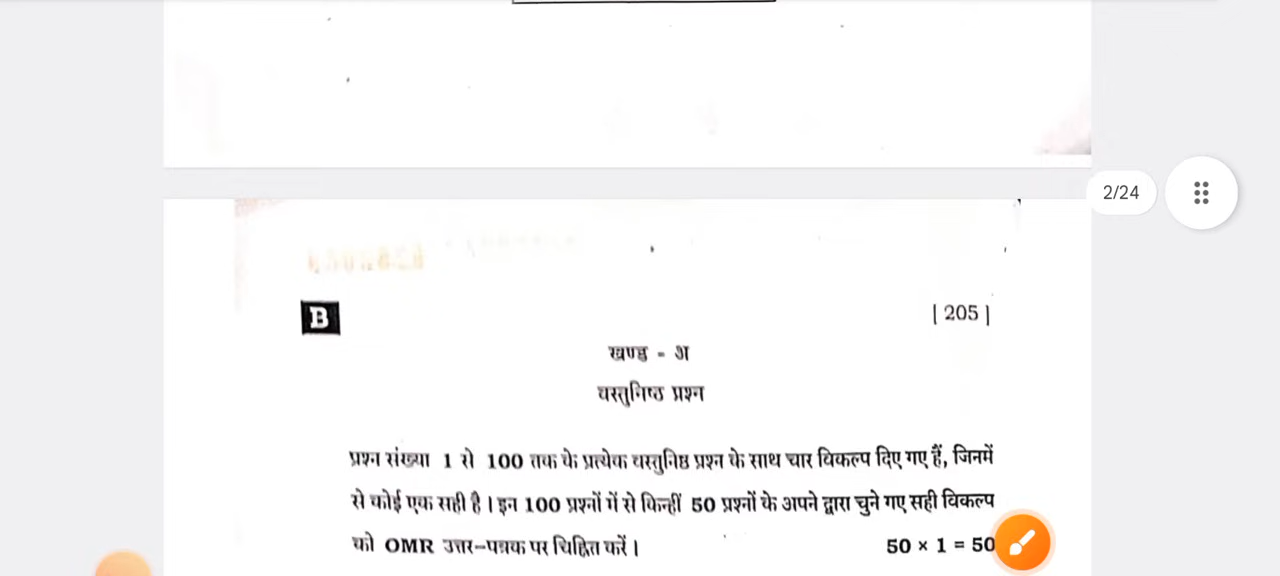 2/24
B
| 205 |
खण्ड - अ
वस्तुनिष्ठ प्रश्न
प्रश्न संख्या 1 से 100 तक के प्रत्येक वस्तुनिष्ठ प्रश्न के साथ चार विकल्प दिए गए हैं, जिनमें
से कोई एक सही है। इन 100 प्रश्नों में से किन्हीं 50 प्रश्नों के अपने द्वारा चुने गए सही विकल्प
को OMR उत्तर-पत्रक पर चिह्नित करें। 50 × 1 = 50